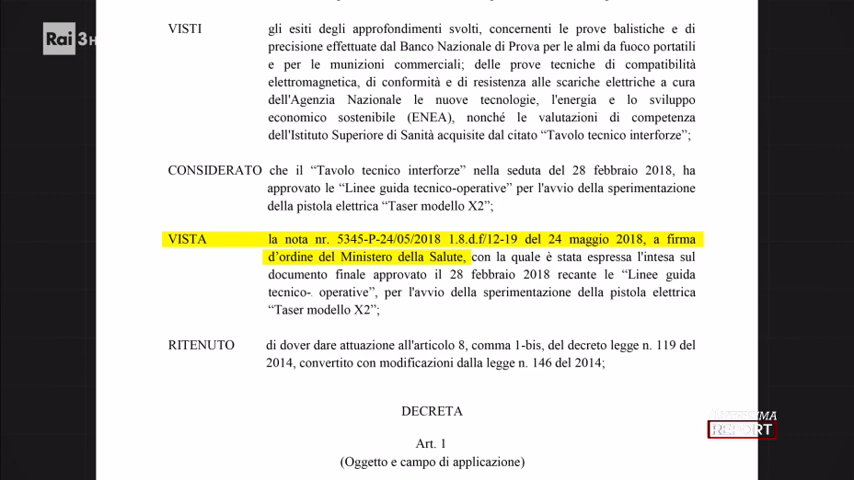 Rai 3H
VISTI gli esiti degli approfondimenti svolti, concernenti le prove balistiche e di
precisione effettuate dal Banco Nazionale di Prova per le almi da fuoco portatili
e per le munizioni commerciali; delle prove tecniche di compatibilità
elettromagnetica, di conformità e di resistenza alle scariche elettriche a cura
dell'Agenzia Nazionale le nuove tecnologie, l'energia e lo sviluppo
economico sostenibile (ENEA), nonché le valutazioni di competenza
dell'Istituto Superiore di Sanità acquisite dal citato “Tavolo tecnico interforze”;
CONSIDERATO che il “Tavolo tecnico interforze” nella seduta del 28 febbraio 2018, ha
approvato le “Linee guida tecnico-operative” per l'avvio della sperimentazione
della pistola elettrica “Taser modello X2”;
VISTA la nota nr. 5345-P-24/05/2018 1.8.d.f/12-19 del 24 maggio 2018, a firma
d’ordine del Ministero della Salute, con la quale è stata espressa l'intesa sul
documento finale approvato il 28 febbraio 2018 recante le “Linee guida
tecnico-. operative”, per l'avvio della sperimentazione della pistola elettrica
“Taser modello X2”;
RITENUTO di dover dare attuazione all'articolo 8, comma 1-bis, del decreto legge n. 119 del
2014, convertito con modificazioni dalla legge n. 146 del 2014;
DECRETA
Art. 1
(Oggetto e campo di applicazione)
REPORT